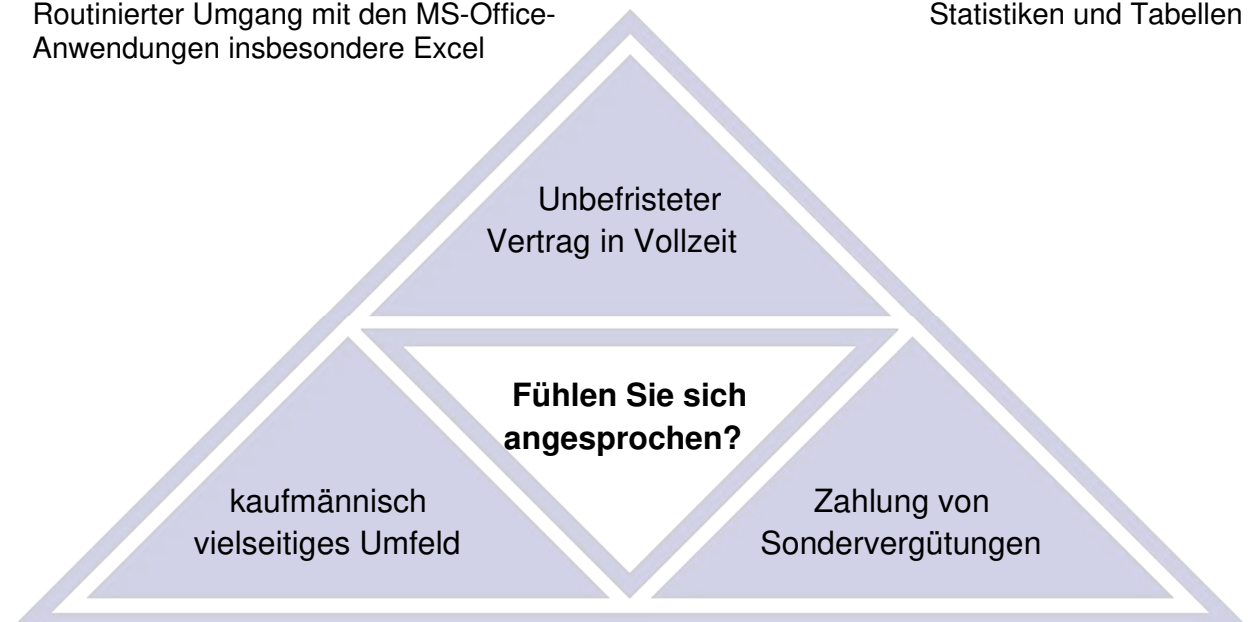 Routinierter Umgang mit den MS-Office-
Anwendungen insbesondere Excel
Statistiken und Tabellen
Unbefristeter
Vertrag in Vollzeit
Fühlen Sie sich
angesprochen?
kaufmännisch
vielseitiges Umfeld
Zahlung von
Sondervergütungen